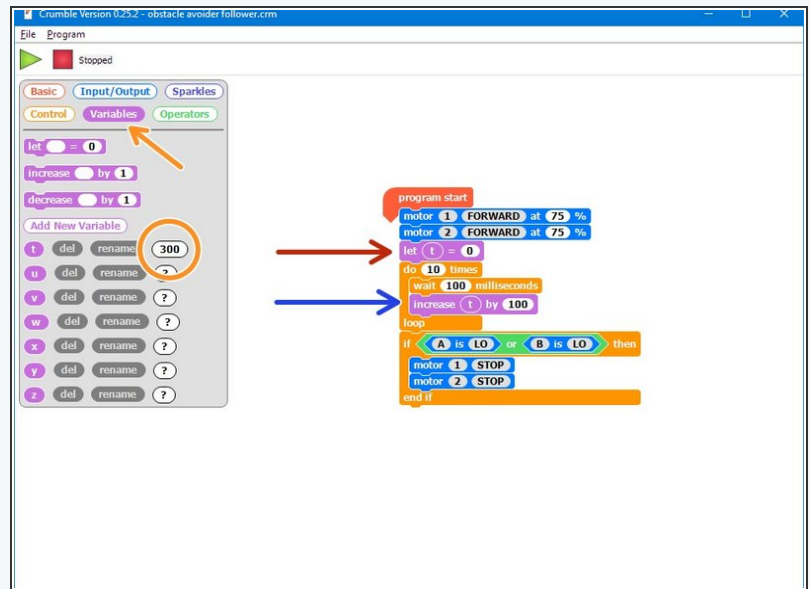 Crumble Version 0.25.2 - obstacle avoider follower.crm
File Program
Stopped
Basic Input/Output Sparkles
Control Variables Operators
let = 0
increase by 1
decrease by 1
Add New Variable
t del rename 300
u del rename ?
v del rename ?
w del rename ?
x del rename ?
y del rename ?
z del rename ?
program start
motor 1 FORWARD at 75 %
motor 2 FORWARD at 75 %
let t = 0
do 10 times
wait 100 milliseconds
increase t by 100
loop
if A is LO or B is LO then
motor 1 STOP
motor 2 STOP
end if